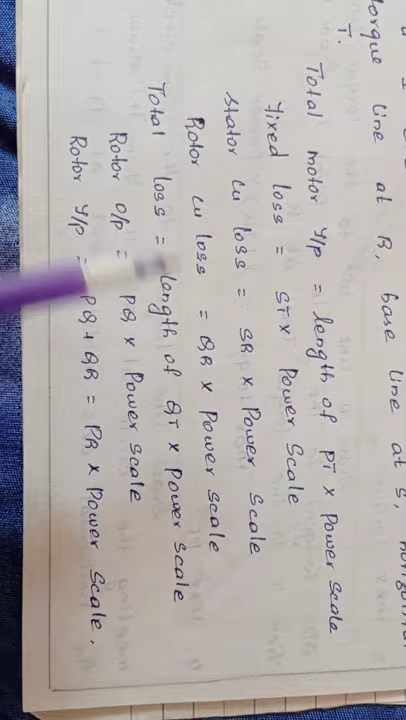 torque line at R, base line at S,
T.
Total motor I/p = length of PT x Power Scale
Fixed loss = ST x Power Scale
Stator cu loss = SR x Power Scale
Rotor cu loss = QR x Power Scale
Total loss = length of QT x Power Scale
Rotor O/p = PQ x Power Scale
Rotor I/p = PQ + QR = PR x Power Scale.